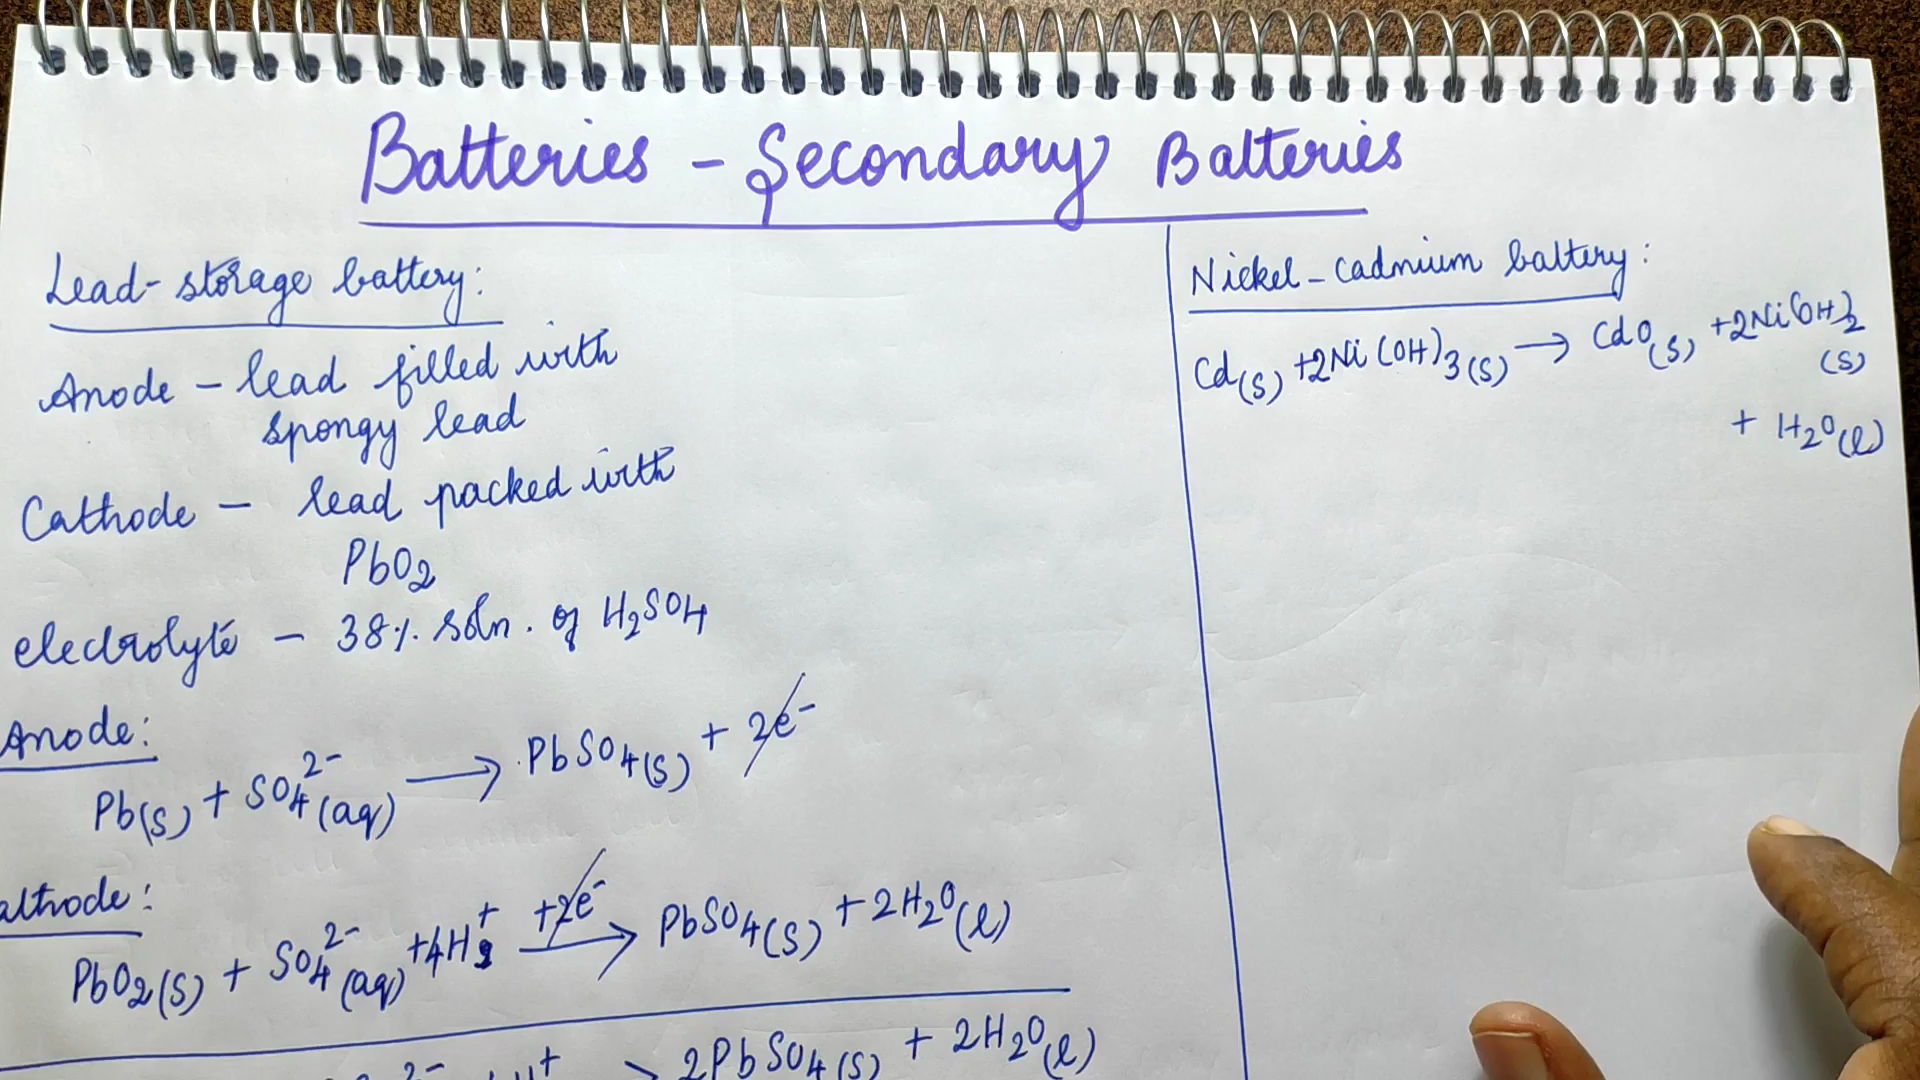 Batteries - Secondary Batteries
Lead-storage battery:
Anode - lead filled with
spongy lead
Cathode - lead packed with
PbO2
electrolyte - 38% soln. of H2SO4
Anode:
Pb(s) + SO4^2-(aq) → PbSO4(s) + 2e-
athode:
PbO2(s) + SO4^2-(aq) + 4H+ +2e- → PbSO4(s) + 2H2O(l)
2PbSO4(s) + 2H2O(l)
Nickel-Cadmium battery:
Cd(s) + 2Ni(OH)3(s) → CdO(s) + 2Ni(OH)2
(s)
+ H2O(l)